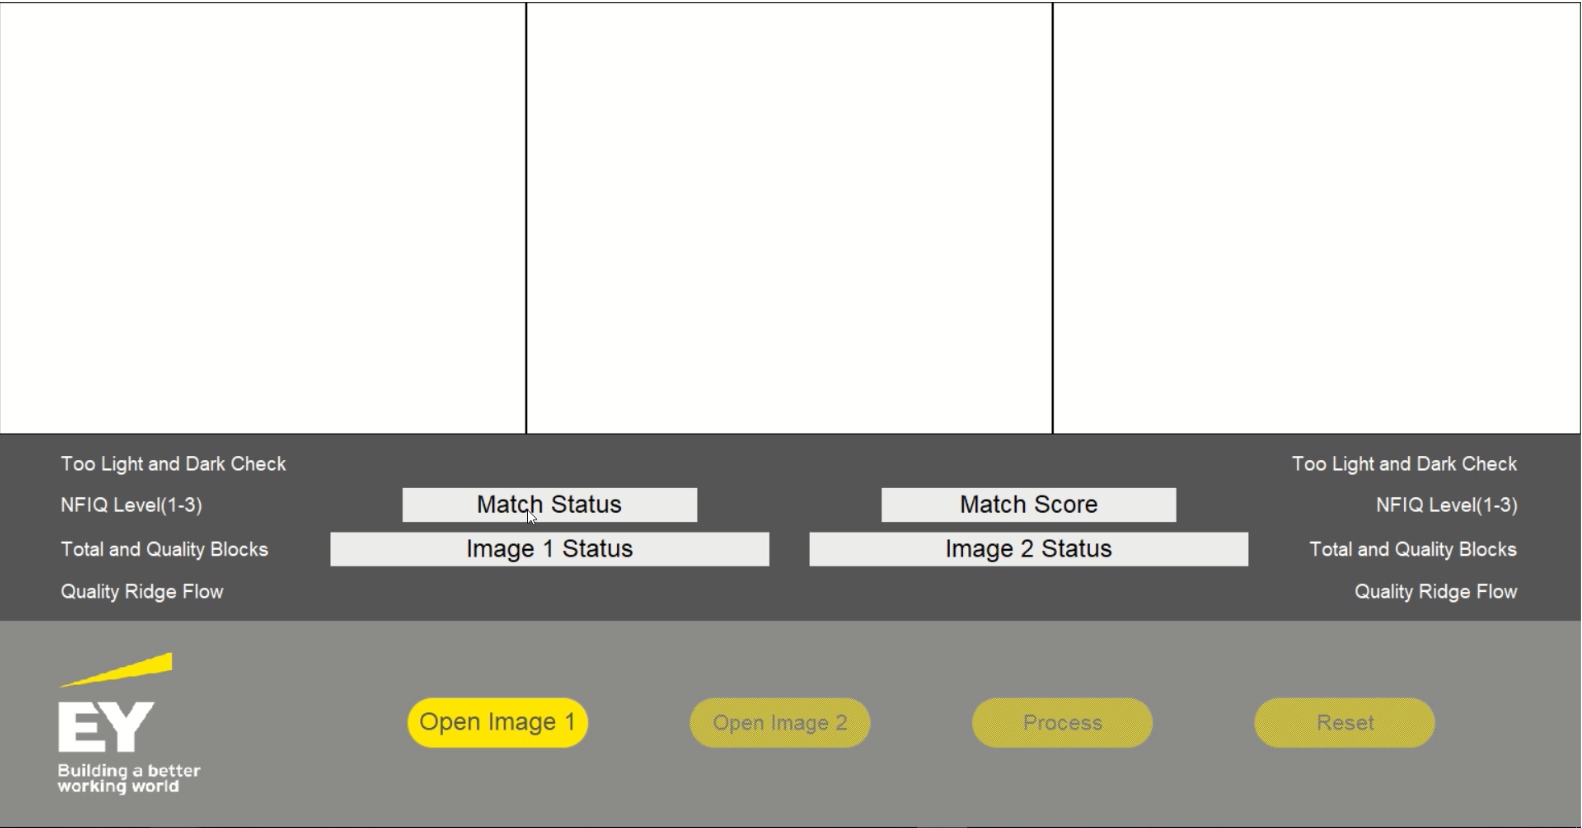 Too Light and Dark Check
Too Light and Dark Check
NFIQ Level(1-3)
Match Status
Match Score
NFIQ Level(1-3)
Total and Quality Blocks
Image 1 Status
Image 2 Status
Total and Quality Blocks
Quality Ridge Flow
Quality Ridge Flow
EY
Building a better
working world
Open Image 1
Open Image 2
Process
Reset